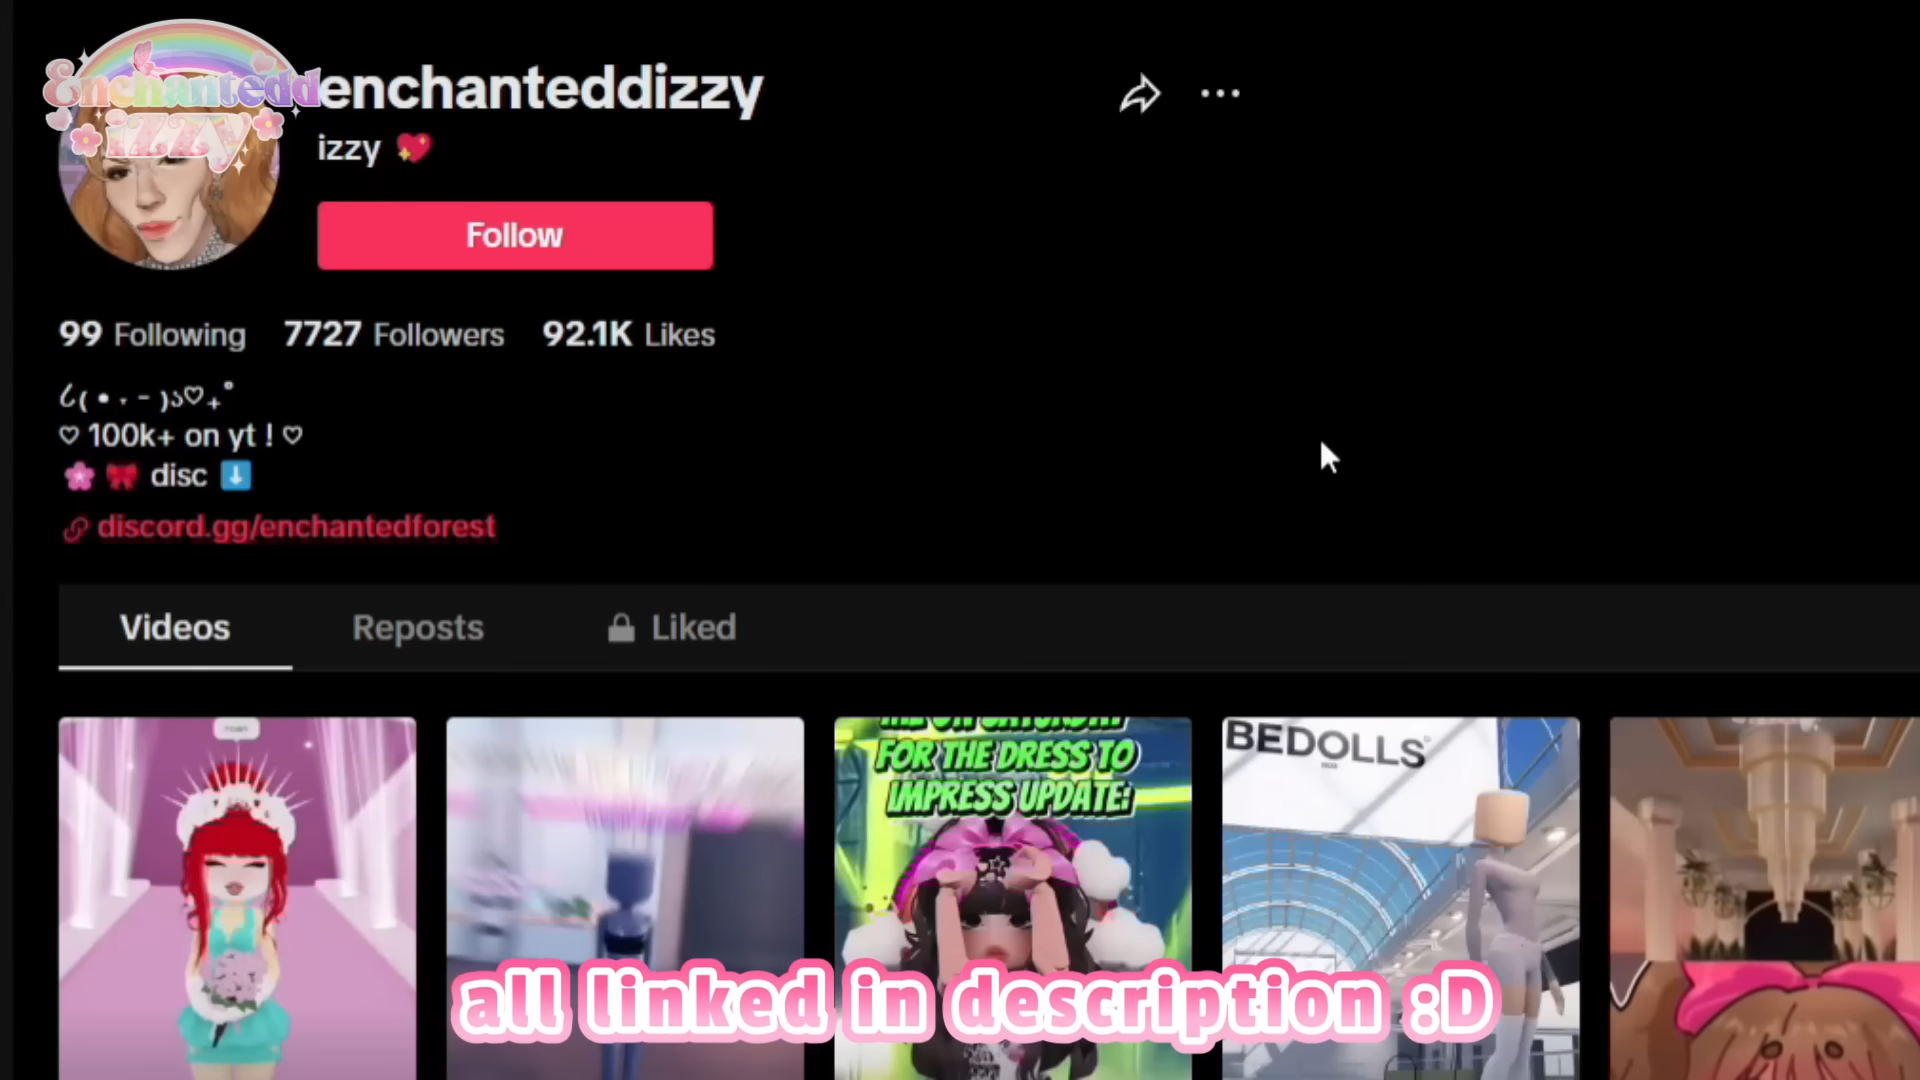 Enchantedd
izzy
enchanteddizzy
izzy 💖
Follow
99 Following 7727 Followers 92.1K Likes
૮( • ˕ - )ა♡₊˚
♡ 100k+ on yt ! ♡
🌸 🎀 disc ⬇️
discord.gg/enchantedforest
Videos Reposts Liked
FOR THE DRESS TO
IMPRESS UPDATE:
BEDOLLS
all linked in description :D